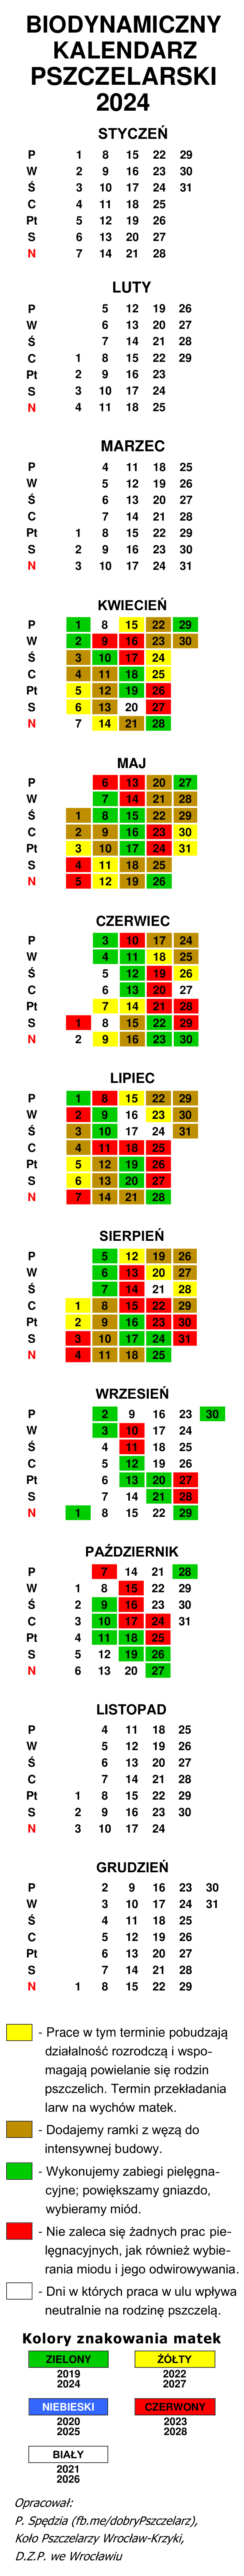 BIODYNAMICZNY
KALENDARZ
PSZCZELARSKI
2024
STYCZEŃ
P 1 8 15 22 29
W 2 9 16 23 30
Ś 3 10 17 24 31
C 4 11 18 25
Pt 5 12 19 26
S 6 13 20 27
N 7 14 21 28
LUTY
P 5 12 19 26
W 6 13 20 27
Ś 7 14 21 28
C 1 8 15 22 29
Pt 2 9 16 23
S 3 10 17 24
N 4 11 18 25
MARZEC
P 4 11 18 25
W 5 12 19 26
Ś 6 13 20 27
C 7 14 21 28
Pt 1 8 15 22 29
S 2 9 16 23 30
N 3 10 17 24 31
KWIECIEŃ
P 1 8 15 22 29
W 2 9 16 23 30
Ś 3 10 17 24
C 4 11 18 25
Pt 5 12 19 26
S 6 13 20 27
N 7 14 21 28
MAJ
P 6 13 20 27
W 7 14 21 28
Ś 1 8 15 22 29
C 2 9 16 23 30
Pt 3 10 17 24 31
S 4 11 18 25
N 5 12 19 26
CZERWIEC
P 3 10 17 24
W 4 11 18 25
Ś 5 12 19 26
C 6 13 20 27
Pt 7 14 21 28
S 1 8 15 22 29
N 2 9 16 23 30
LIPIEC
P 1 8 15 22 29
W 2 9 16 23 30
Ś 3 10 17 24 31
C 4 11 18 25
Pt 5 12 19 26
S 6 13 20 27
N 7 14 21 28
SIERPIEŃ
P 5 12 19 26
W 6 13 20 27
Ś 7 14 21 28
C 1 8 15 22 29
Pt 2 9 16 23 30
S 3 10 17 24 31
N 4 11 18 25
WRZESIEŃ
P 2 9 16 23 30
W 3 10 17 24
Ś 4 11 18 25
C 5 12 19 26
Pt 6 13 20 27
S 7 14 21 28
N 1 8 15 22 29
PAŹDZIERNIK
P 7 14 21 28
W 1 8 15 22 29
Ś 2 9 16 23 30
C 3 10 17 24 31
Pt 4 11 18 25
S 5 12 19 26
N 6 13 20 27
LISTOPAD
P 4 11 18 25
W 5 12 19 26
Ś 6 13 20 27
C 7 14 21 28
Pt 1 8 15 22 29
S 2 9 16 23 30
N 3 10 17 24
GRUDZIEŃ
P 2 9 16 23 30
W 3 10 17 24 31
Ś 4 11 18 25
C 5 12 19 26
Pt 6 13 20 27
S 7 14 21 28
N 1 8 15 22 29
- Prace w tym terminie pobudzają
działalność rozrodczą i wspo-
magają powielanie się rodzin
pszczelich. Termin przekładania
larw na wychów matek.
- Dodajemy ramki z węzą do
intensywnej budowy.
- Wykonujemy zabiegi pielęgna-
cyjne; powiększamy gniazdo,
wybieramy miód.
- Nie zaleca się żadnych prac pie-
lęgnacyjnych, jak również wybie-
rania miodu i jego odwirowywania.
- Dni w których praca w ulu wpływa
neutralnie na rodzinę pszczelą.
Kolory znakowania matek
ZIELONY ŻÓŁTY
2019 2022
2024 2027
NIEBIESKI CZERWONY
2020 2023
2025 2028
BIAŁY
2021
2026
Opracował:
P. Spędzia (fb.me/dobryPszczelarz),
Koło Pszczelarzy Wrocław-Krzyki,
D.Z.P. we Wrocławiu